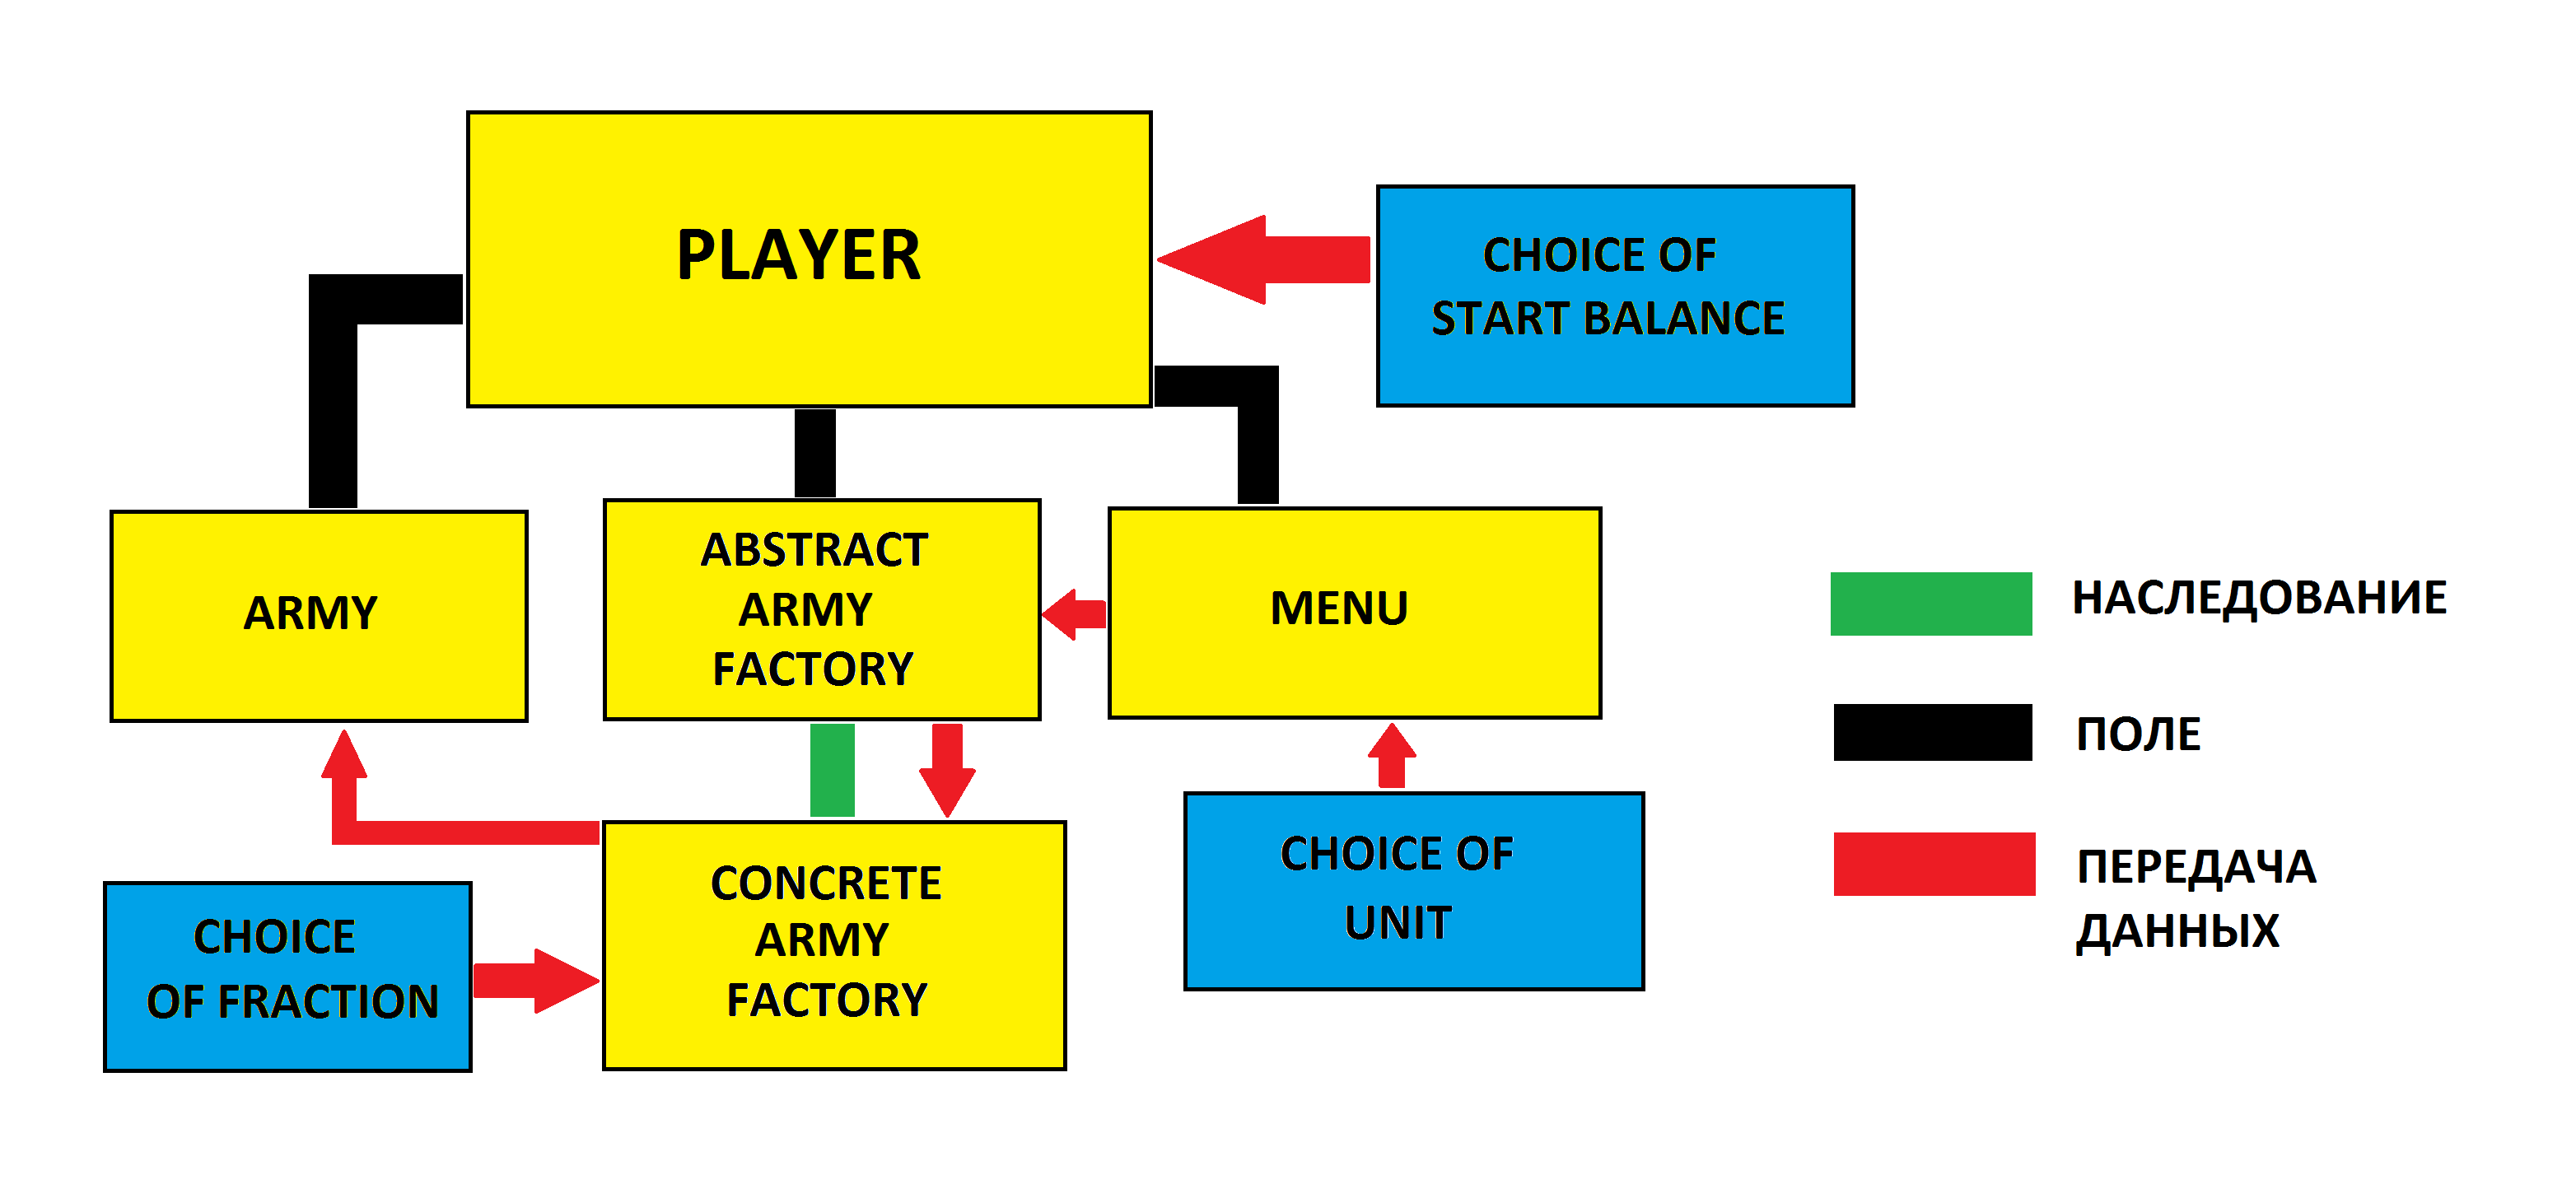 PLAYER
CHOICE OF
START BALANCE
ARMY
ABSTRACT
ARMY
FACTORY
MENU
CONCRETE
ARMY
FACTORY
CHOICE
OF FRACTION
CHOICE OF
UNIT
НАСЛЕДОВАНИЕ
ПОЛЕ
ПЕРЕДАЧА
ДАННЫХ